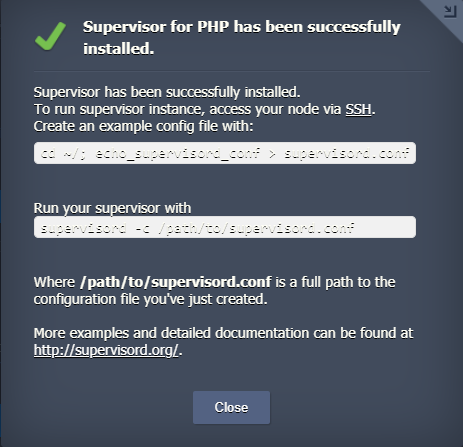 Supervisor for PHP has been successfully
installed.
Supervisor has been successfully installed.
To run supervisor instance, access your node via SSH.
Create an example config file with:
cd ~/; echo_supervisord_conf > supervisord.conf
Run your supervisor with
supervisord -c /path/to/supervisord.conf
Where /path/to/supervisord.conf is a full path to the
configuration file you've just created.
More examples and detailed documentation can be found at
http://supervisord.org/.
Close